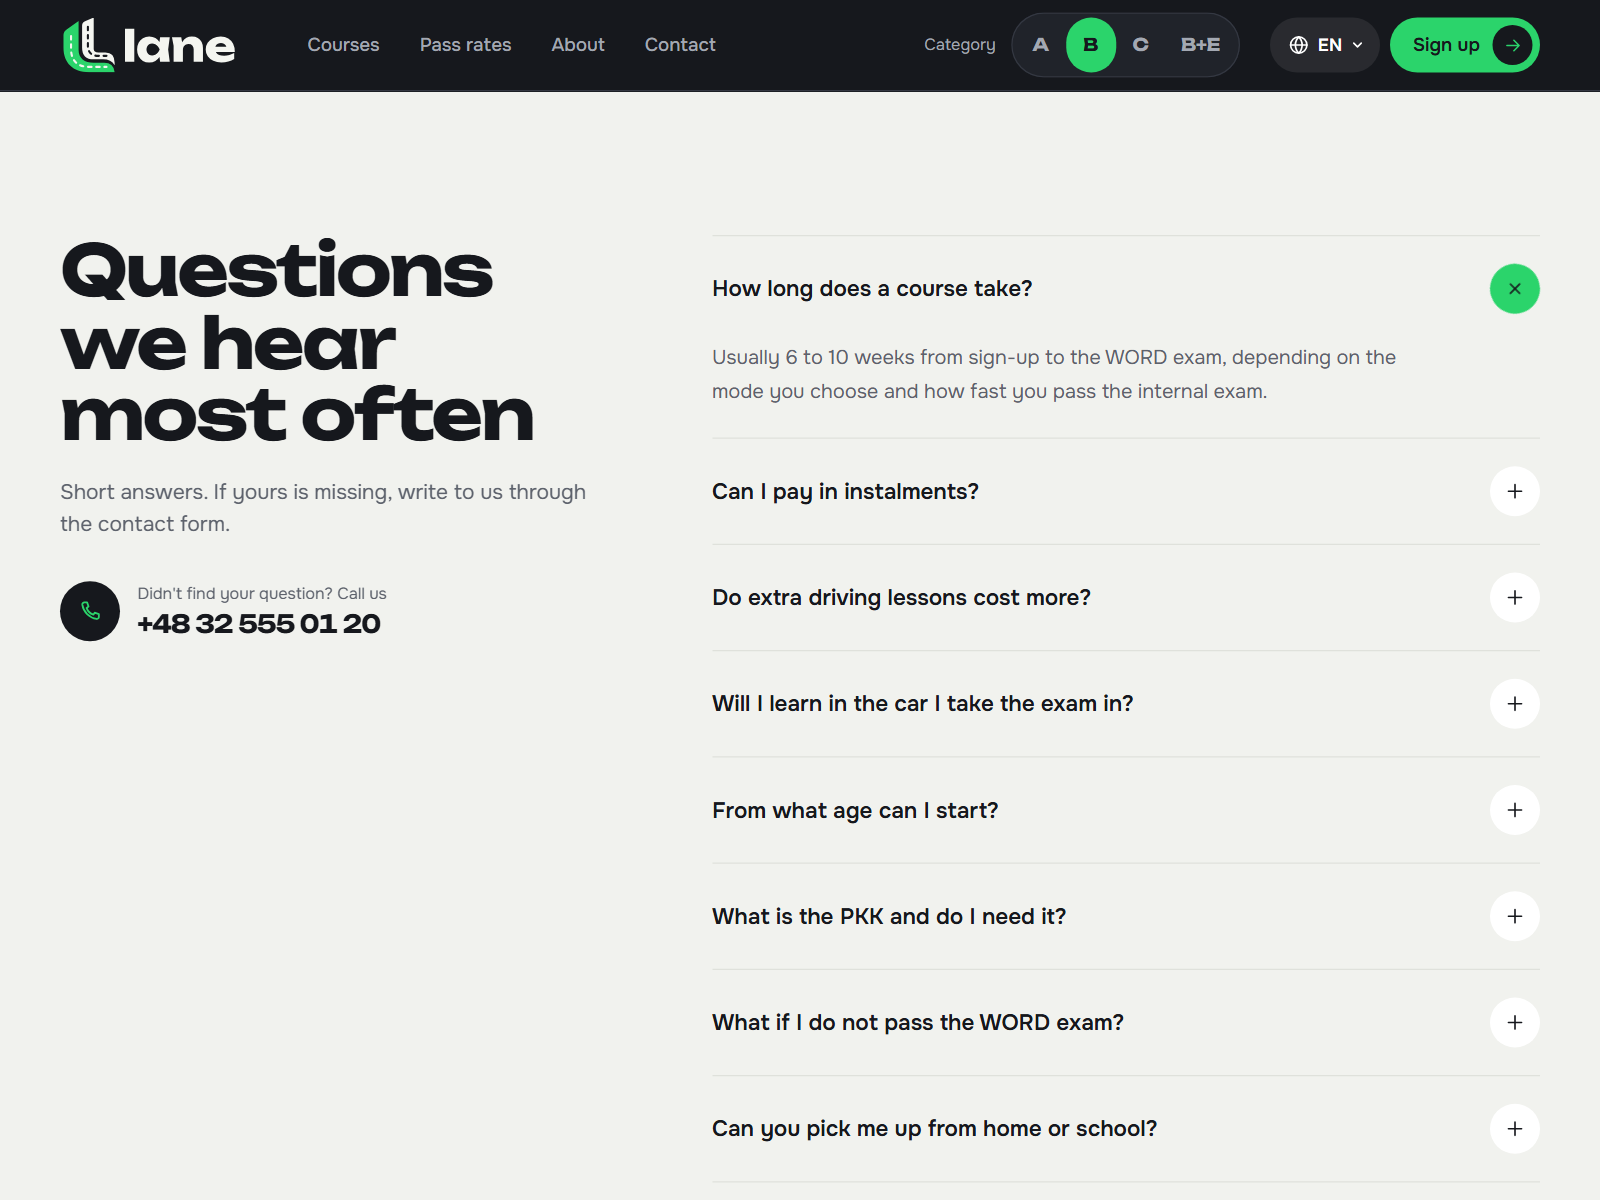 lane
Courses
Pass rates
About
Contact
Category
A
B
C
B+E
EN
Sign up
Questions
we hear
most often
Short answers. If yours is missing, write to us through
the contact form.
Didn't find your question? Call us
+48 32 555 01 20
How long does a course take?
Usually 6 to 10 weeks from sign-up to the WORD exam, depending on the
mode you choose and how fast you pass the internal exam.
Can I pay in instalments?
Do extra driving lessons cost more?
Will I learn in the car I take the exam in?
From what age can I start?
What is the PKK and do I need it?
What if I do not pass the WORD exam?
Can you pick me up from home or school?